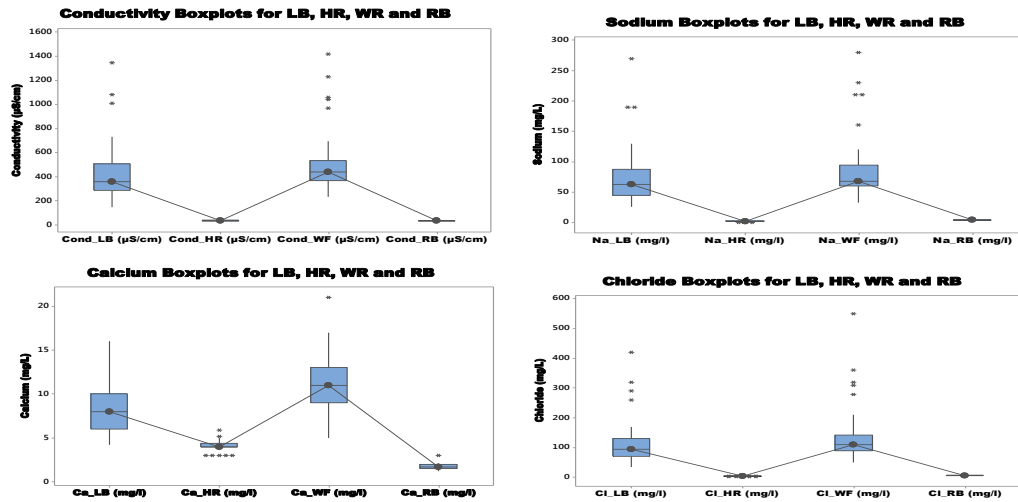 Conductivity Boxplots for LB, HR, WR and RB
Conductivity (µS/cm)
1600
1400
1200
1000
800
600
400
200
0
Cond_LB (µS/cm) Cond_HR (µS/cm) Cond_WF (µS/cm) Cond_RB (µS/cm)
Sodium Boxplots for LB, HR, WR and RB
Sodium (mg/L)
300
250
200
150
100
50
0
Na_LB (mg/l) Na_HR (mg/l) Na_WF (mg/l) Na_RB (mg/l)
Calcium Boxplots for LB, HR, WR and RB
Calcium (mg/L)
20
15
10
5
0
Ca_LB (mg/l) Ca_HR (mg/l) Ca_WF (mg/l) Ca_RB (mg/l)
Chloride Boxplots for LB, HR, WR and RB
Chloride (mg/L)
600
500
400
300
200
100
0
Cl_LB (mg/l) Cl_HR (mg/l) Cl_WF (mg/l) Cl_RB (mg/l)